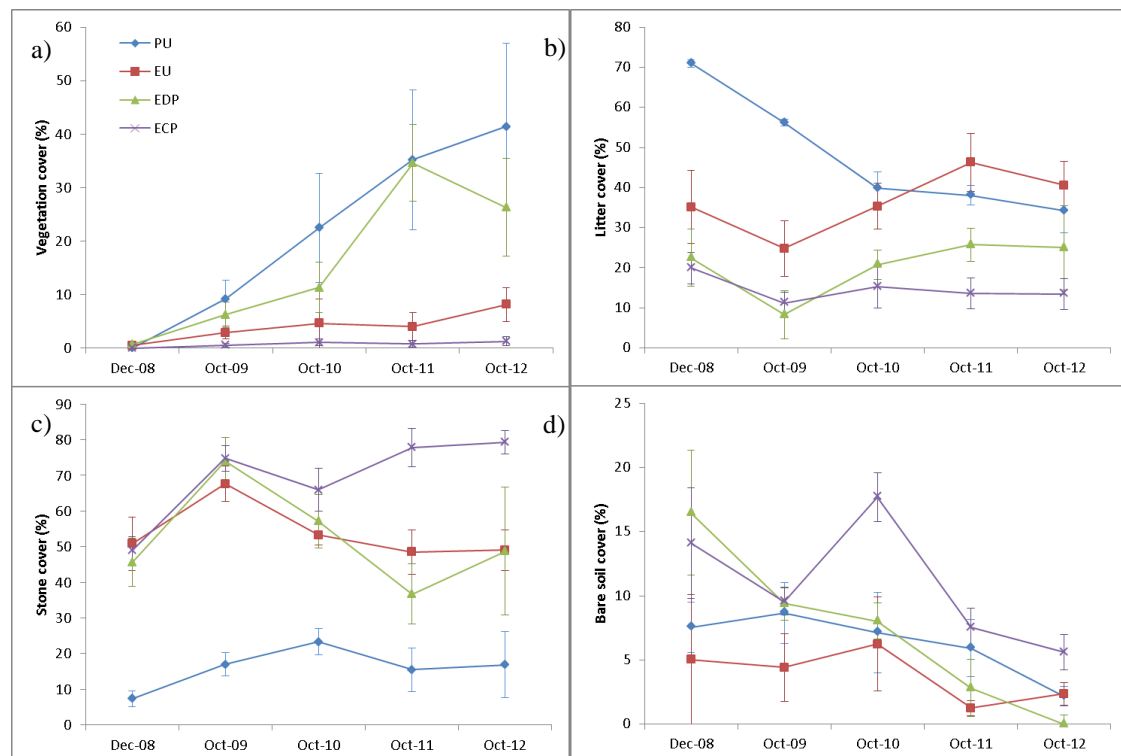 a)
PU
EU
EDP
ECP
Vegetation cover (%)
60
50
40
30
20
10
0
Dec-08 Oct-09 Oct-10 Oct-11 Oct-12
b)
Litter cover (%)
80
70
60
50
40
30
20
10
0
Dec-08 Oct-09 Oct-10 Oct-11 Oct-12
c)
Stone cover (%)
90
80
70
60
50
40
30
20
10
0
Dec-08 Oct-09 Oct-10 Oct-11 Oct-12
d)
Bare soil cover (%)
25
20
15
10
5
0
Dec-08 Oct-09 Oct-10 Oct-11 Oct-12